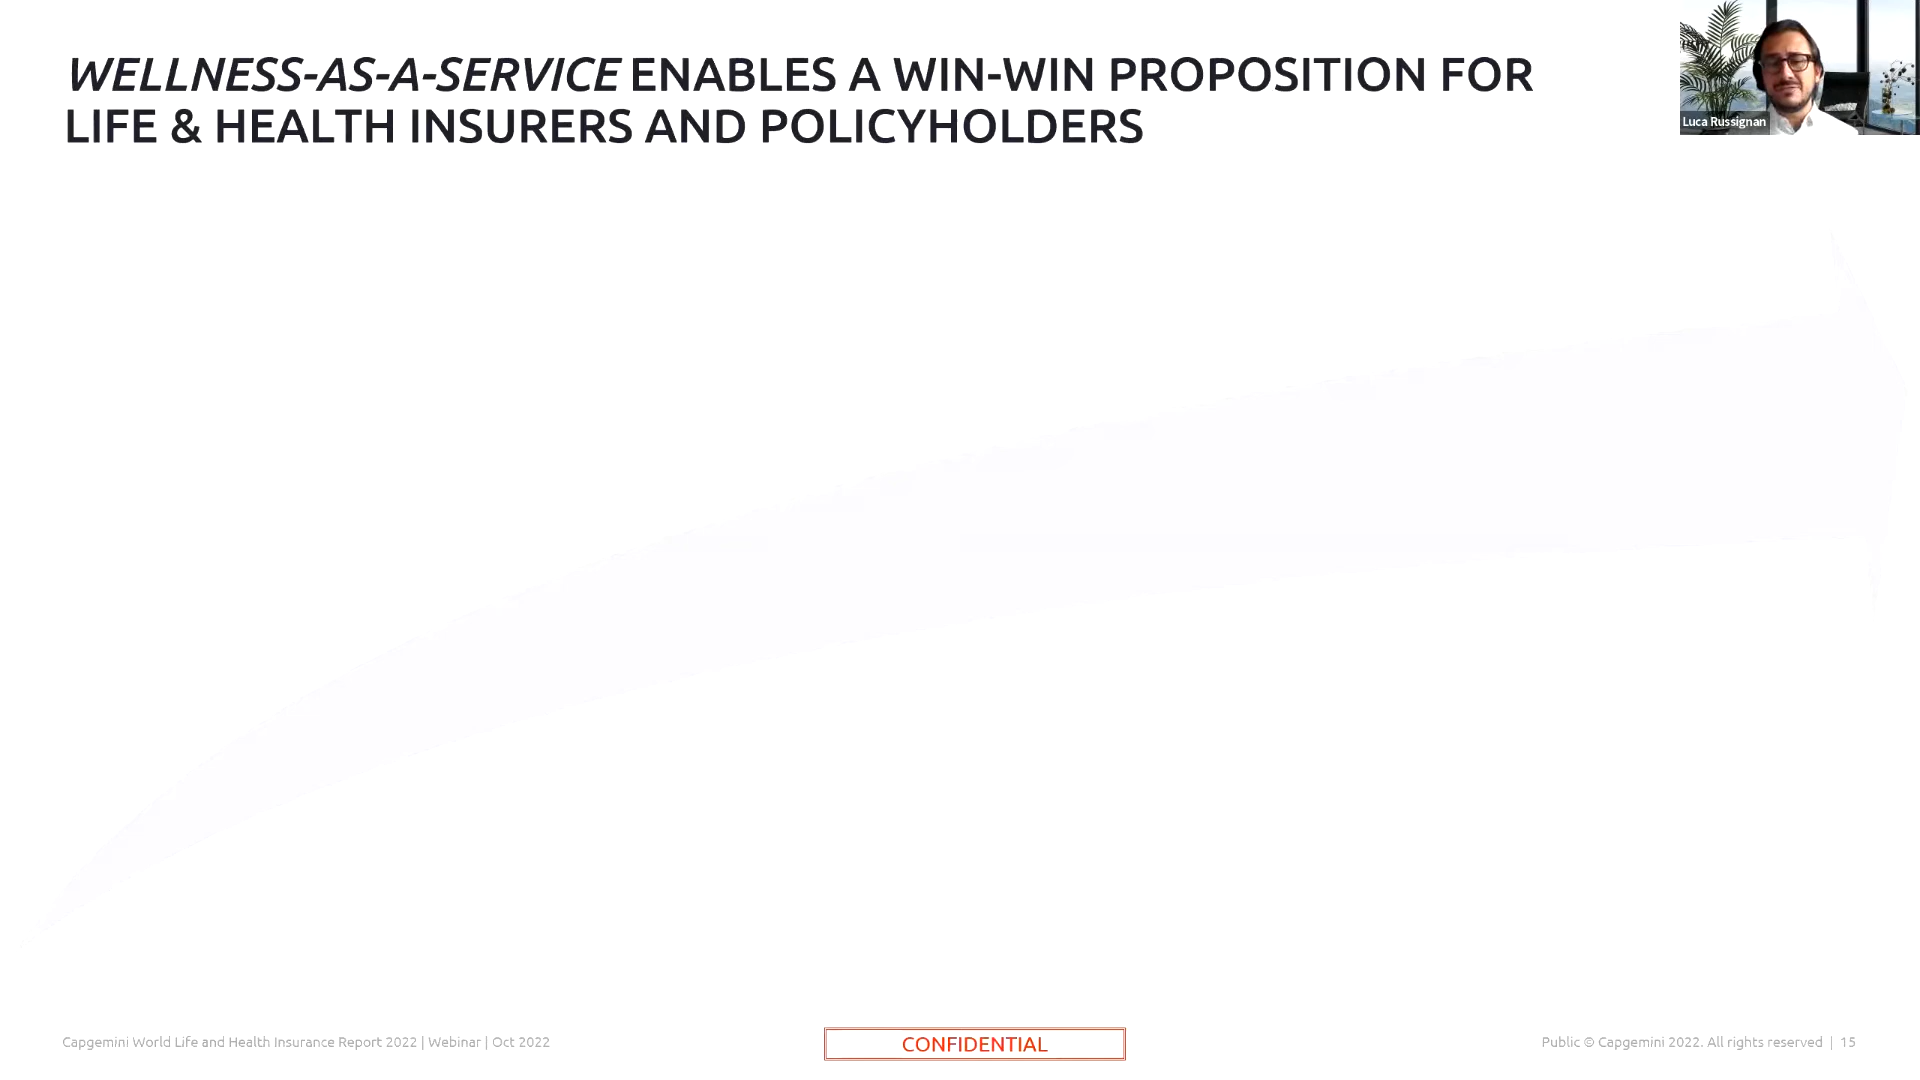 WELLNESS-AS-A-SERVICE ENABLES A WIN-WIN PROPOSITION FOR
LIFE & HEALTH INSURERS AND POLICYHOLDERS
Luca Russignan
Capgemini World Life and Health Insurance Report 2022 | Webinar | Oct 2022
CONFIDENTIAL
Public © Capgemini 2022. All rights reserved | 15